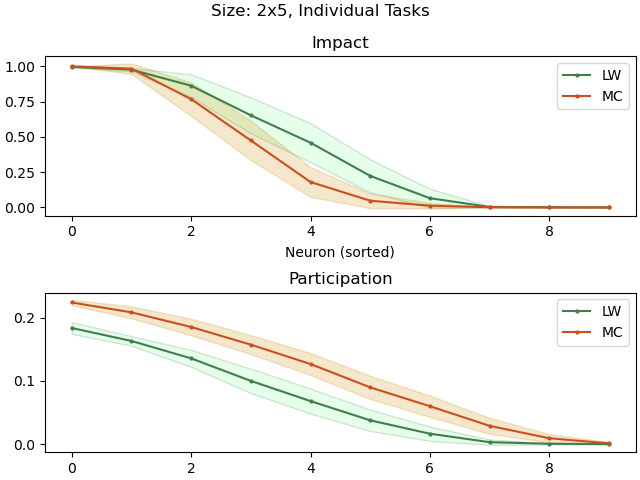 Size: 2x5, Individual Tasks
Impact
1.00
0.75
0.50
0.25
0.00
LW
MC
0 2 4 6 8
Neuron (sorted)
Participation
0.2
0.1
0.0
LW
MC
0 2 4 6 8